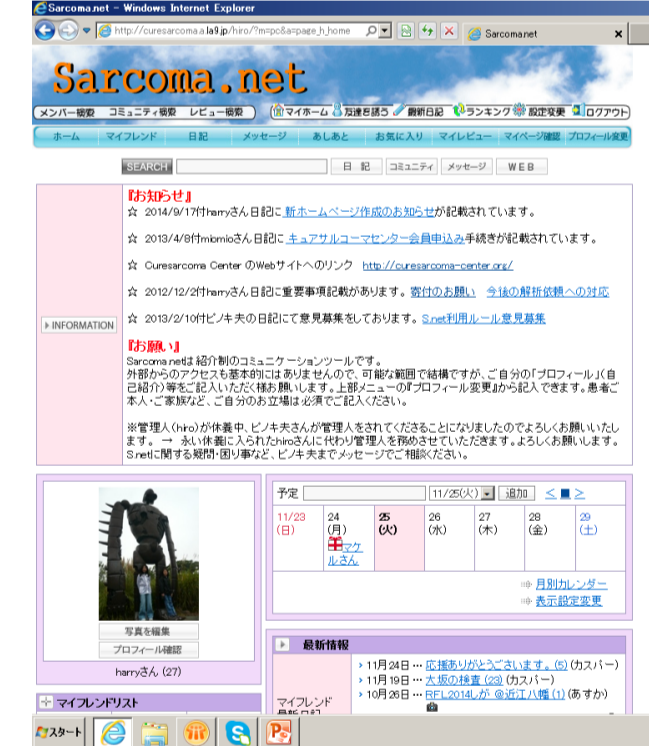 Sarcoma.net - Windows Internet Explorer
http://curesarcoma.a.la9.jp/hiro/?m=pc&a=page_h_home
Sarcoma.net
Sarcoma.net
メンバー検索 コミュニティ検索 レビュー検索 マイホーム 友達を誘う 最新日記 ランキング 設定変更 ログアウト
ホーム マイフレンド 日記 メッセージ あしあと お気に入り マイレビュー マイページ確認 プロフィール変更
SEARCH 日 記 コミュニティ メッセージ WEB
『お知らせ』
☆ 2014/9/17付harryさん日記に 新ホームページ作成のお知らせが記載されています。
☆ 2013/4/8付miomioさん日記に キュアサルコーマセンター会員申込み手続きが記載されています。
☆ Curesarcoma Center のWebサイトへのリンク http://curesarcoma-center.org/
☆ 2012/12/2付harryさん日記に重要事項記載があります。 寄付のお願い 今後の解析依頼への対応
INFORMATION
☆ 2013/2/10付ピノキ夫の日記にて意見募集をしております。 S.net利用ルール意見募集
『お願い』
Sarcoma.netは紹介制のコミュニケーションツールです。
外部からのアクセスも基本的にはありませんので、可能な範囲で結構ですが、ご自分の「プロフィール」(自
己紹介)等をご記入いただく様お願いします。上部メニューの『プロフィール変更』から記入できます。患者ご
本人・ご家族など、ご自分のお立場は必須でご記入ください。
※管理人(hiro)が休養中、ピノキ夫さんが管理人をされてくださることになりましたのでよろしくお願いいたし
ます。 → 永い休養に入られたhiroさんに代わり管理人を務めさせていただきます。よろしくお願いします。
S.netに関する疑問・困り事など、ピノキ夫までメッセージでご相談ください。
予定 11/25(火) 追加 ＜ ■ ＞
11/23 24 25 26 27 28 29
(日) (月) (火) (水) (木) (金) (土)
マケ
ルさん
月別カレンダー
表示設定変更
写真を編集
プロフィール確認
harryさん (27)
最新情報
11月24日 … 応援ありがとうございます。 (5) (カスパー)
11月19日 … 大坂の検査 (23) (カスパー)
10月26日 … RFL2014しが @近江八幡 (1) (あすか)
マイフレンド
最新日記
マイフレンドリスト
スタート